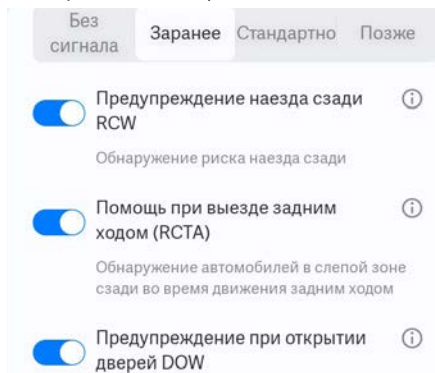 Без сигнала
Заранее
Стандартно
Позже
Предупреждение наезда сзади
RCW
Обнаружение риска наезда сзади
Помощь при выезде задним
ходом (RCTA)
Обнаружение автомобилей в слепой зоне
сзади во время движения задним ходом
Предупреждение при открытии
дверей DOW